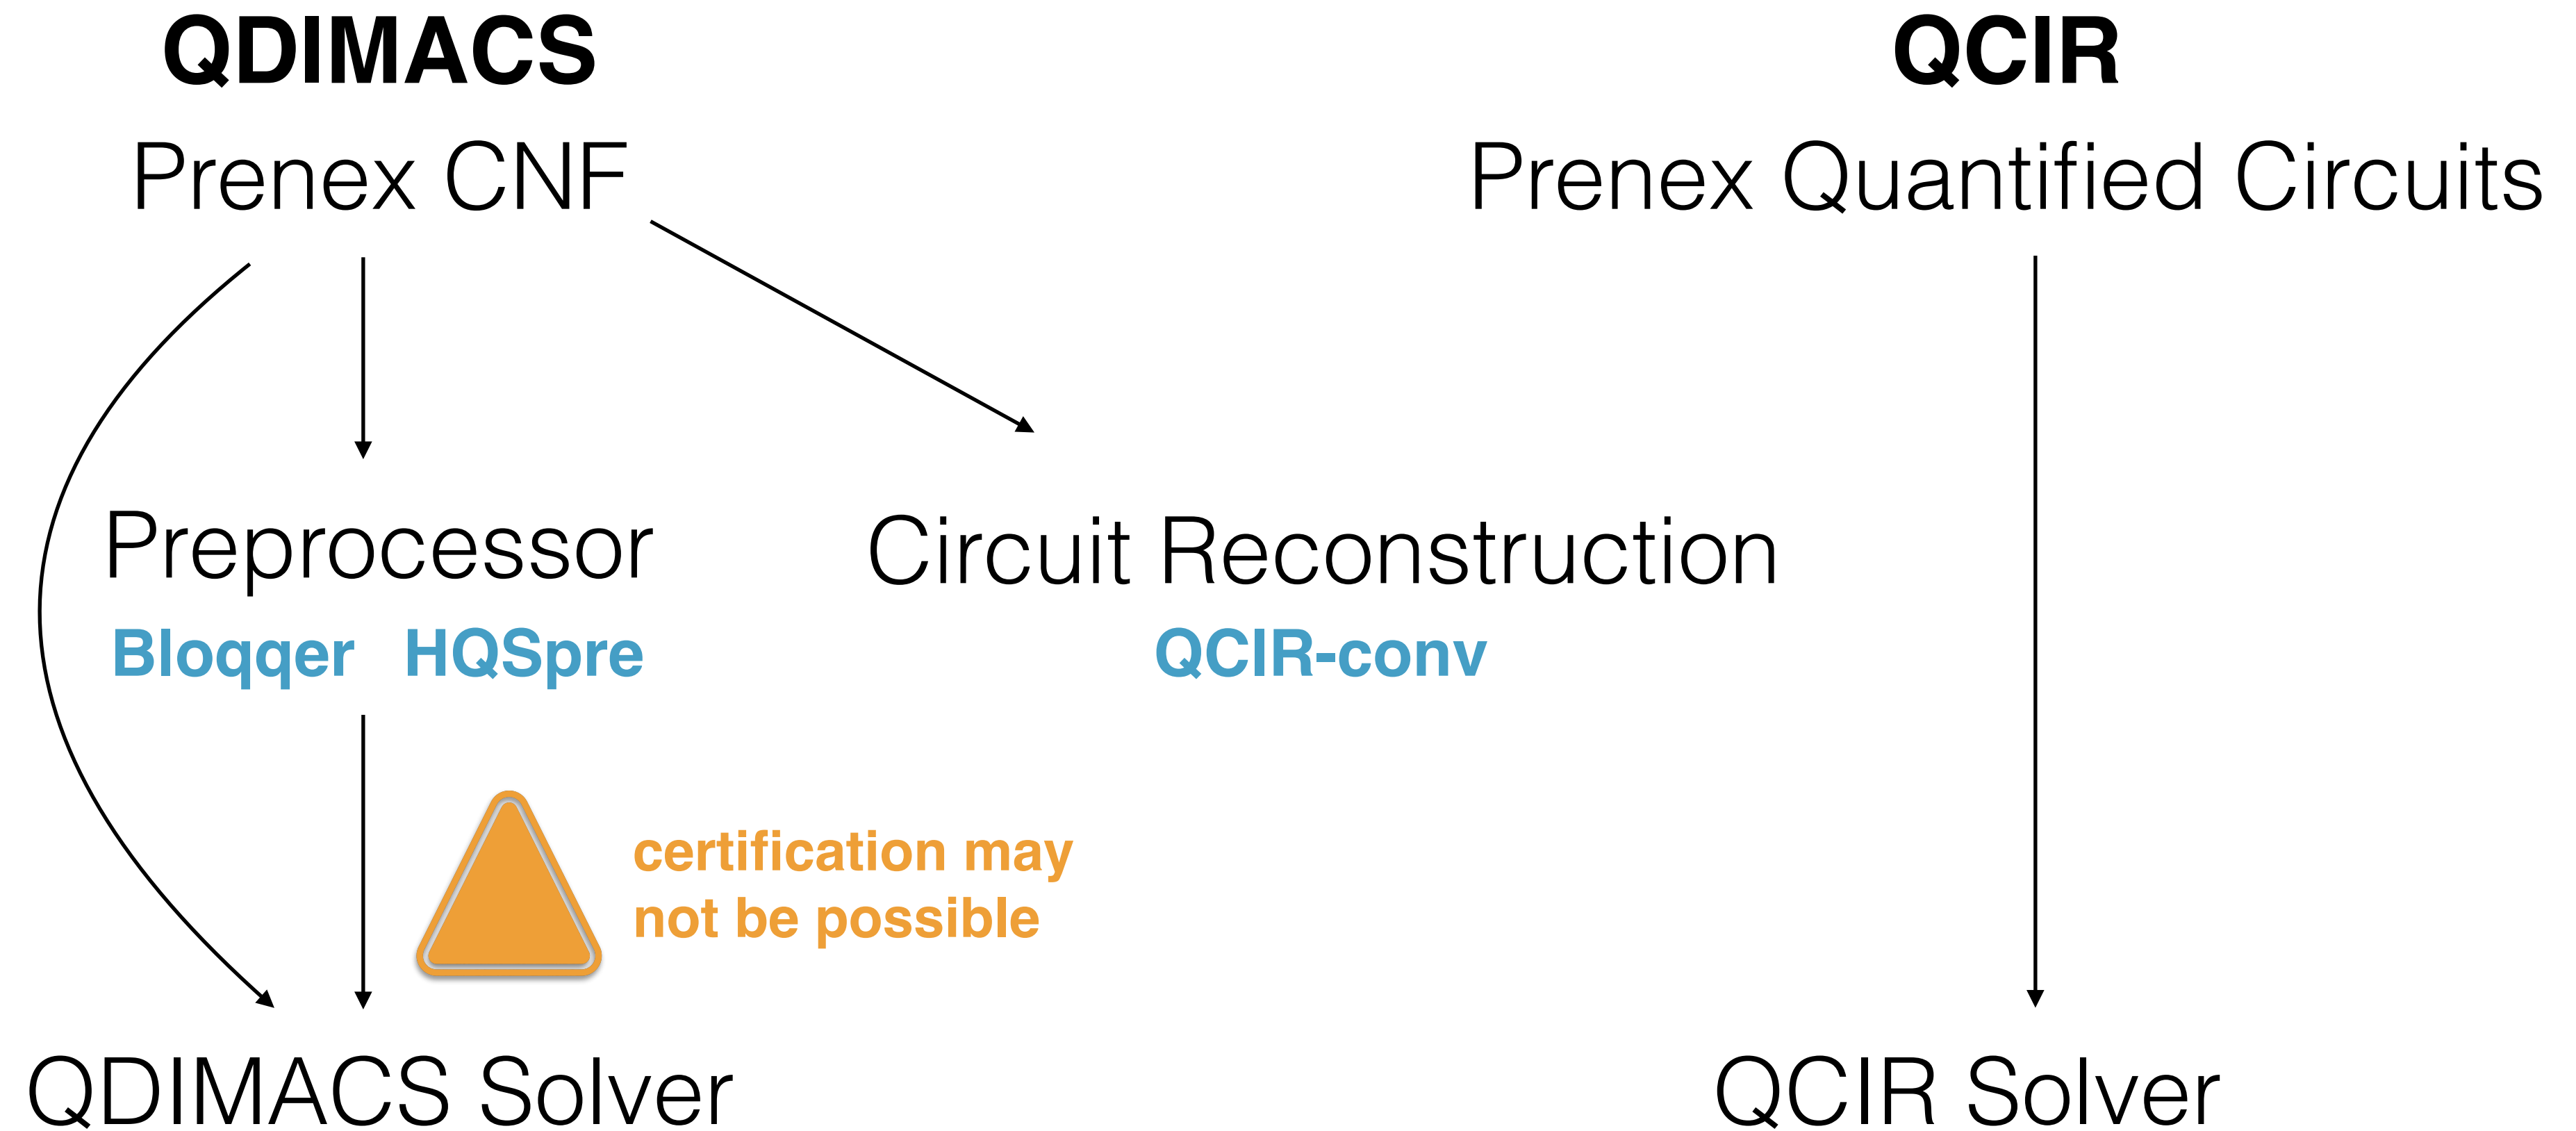 QDIMACS
Prenex CNF
QCIR
Prenex Quantified Circuits
Preprocessor
Bloqqer HQSpre
Circuit Reconstruction
QCIR-conv
certification may
not be possible
QDIMACS Solver
QCIR Solver